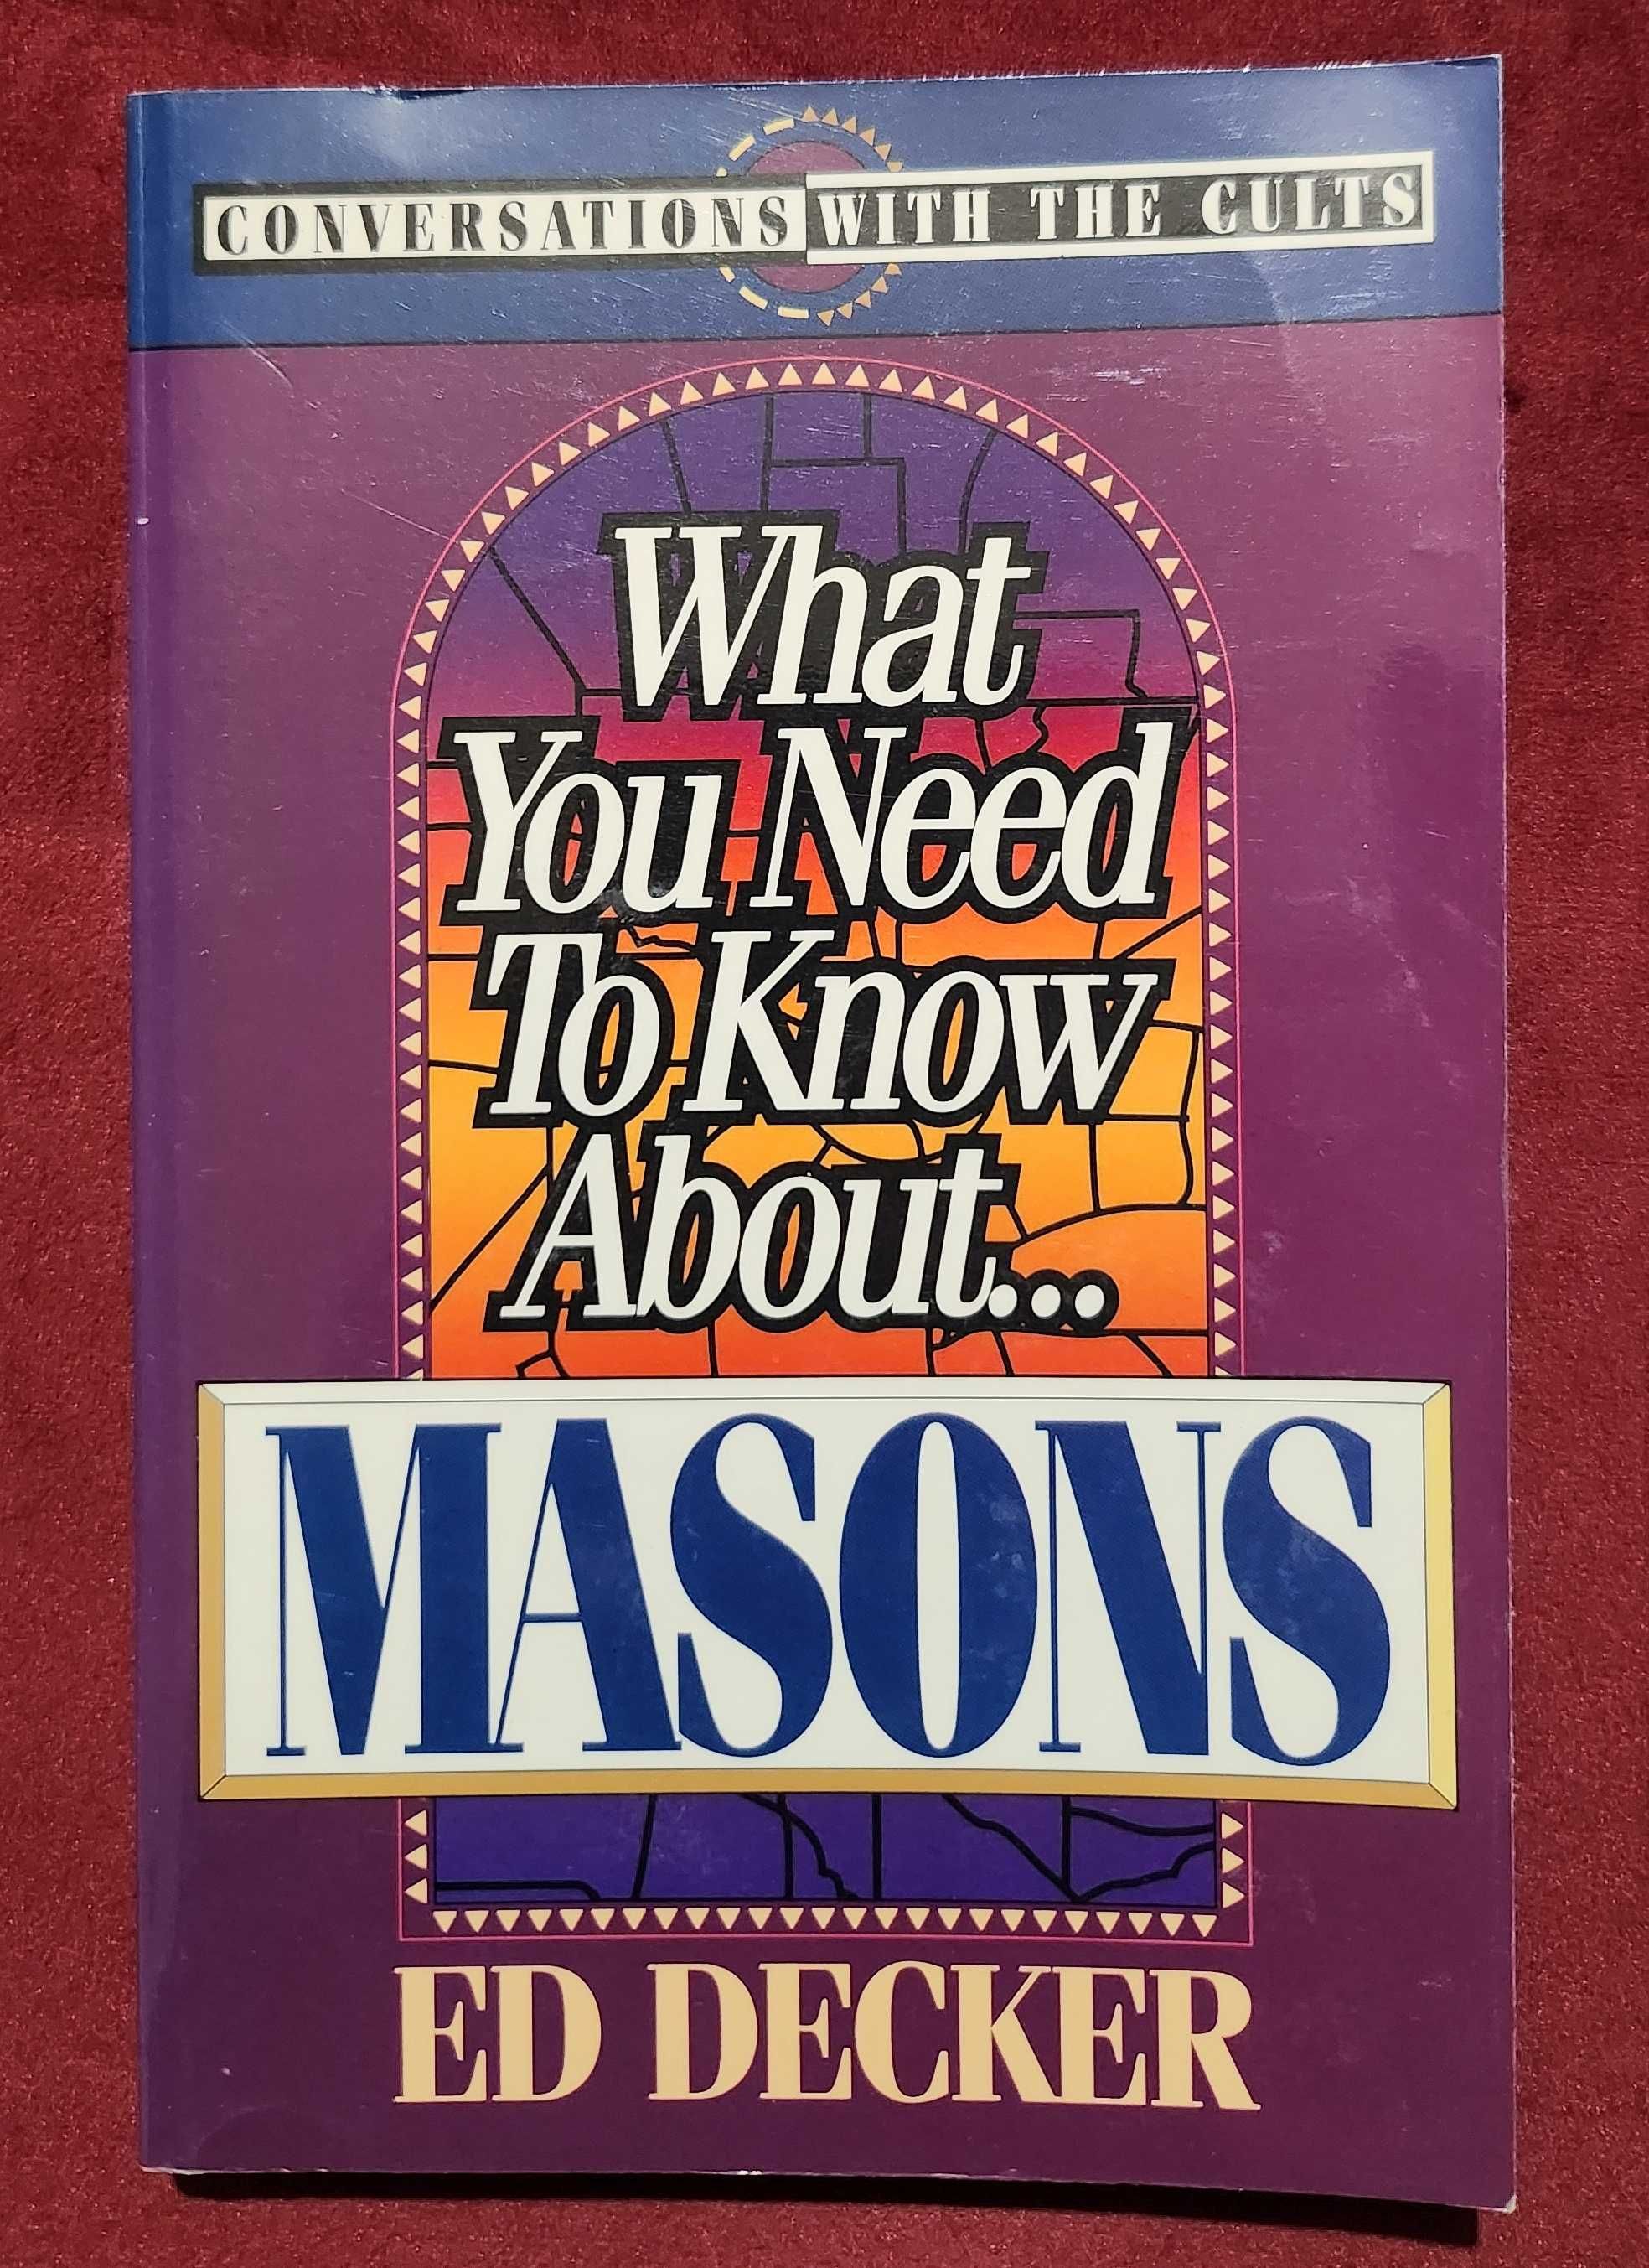 CONVERSATIONS WITH THE CULTS
What
You Need
To Know
About...
MASONS
ED DECKER